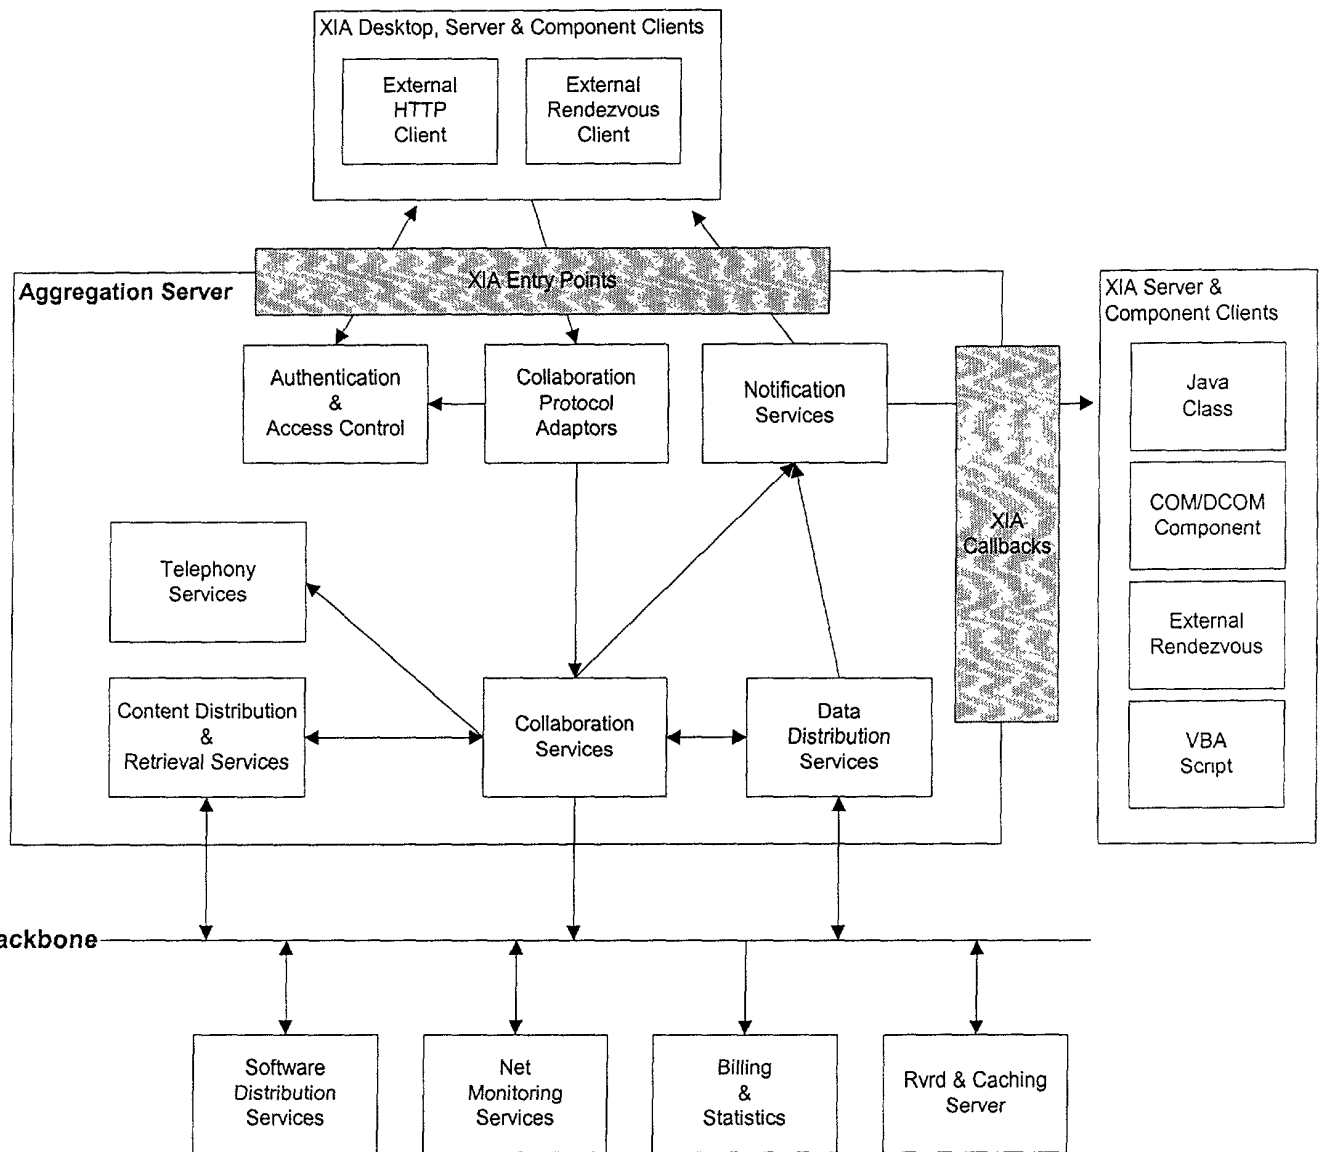 XIA Desktop, Server & Component Clients
External
HTTP
Client
External
Rendezvous
Client
XIA Entry Points
Aggregation Server
XIA Server &
Component Clients
Authentication
&
Access Control
Collaboration
Protocol
Adaptors
Notification
Services
Java
Class
COM/DCOM
Component
XIA
Callbacks
Telephony
Services
External
Rendezvous
Content Distribution
&
Retrieval Services
Collaboration
Services
Data
Distribution
Services
VBA
Script
ackbone
Software
Distribution
Services
Net
Monitoring
Services
Billing
&
Statistics
Rvrd & Caching
Server